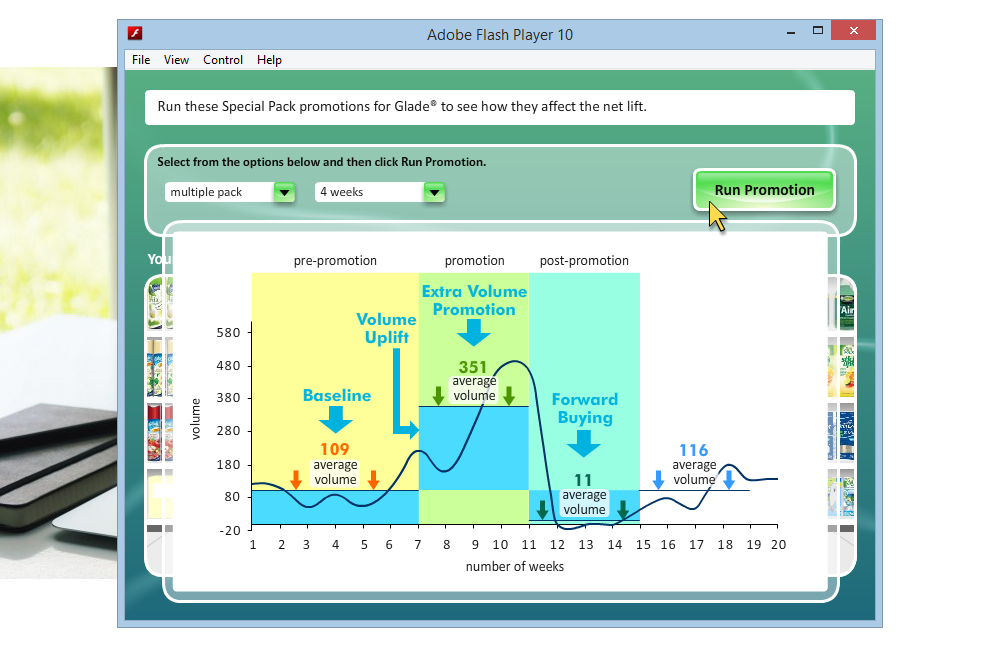 Adobe Flash Player 10
File View Control Help
Run these Special Pack promotions for Glade® to see how they affect the net lift.
Select from the options below and then click Run Promotion.
multiple pack
4 weeks
Run Promotion
You
pre-promotion
promotion
post-promotion
Extra Volume
Promotion
Volume
Uplift
351
average
volume
Baseline
109
average
volume
Forward
Buying
11
average
volume
116
average
volume
volume
580
480
380
280
180
80
-20
1 2 3 4 5 6 7 8 9 10 11 12 13 14 15 16 17 18 19 20
number of weeks
Air